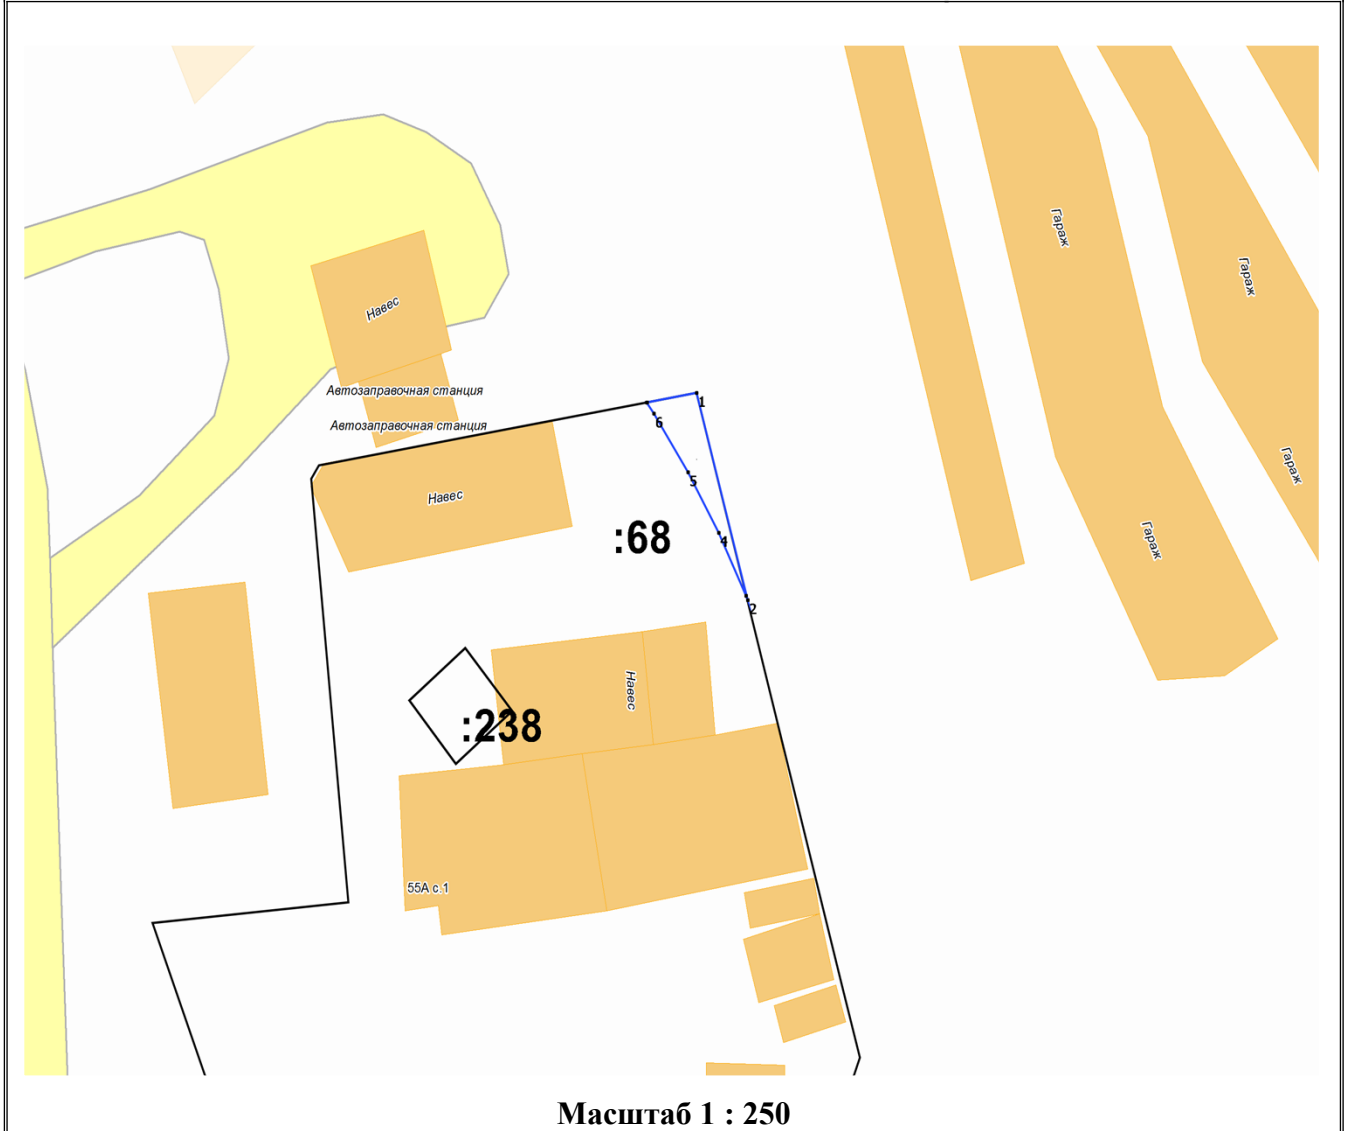 Гараж
Гараж
Навес
Автозаправочная станция
1
6
Автозаправочная станция
Гараж
5
Навес
:68
4
Гараж
2
Навес
:238
55А с.1
Масштаб 1 : 250